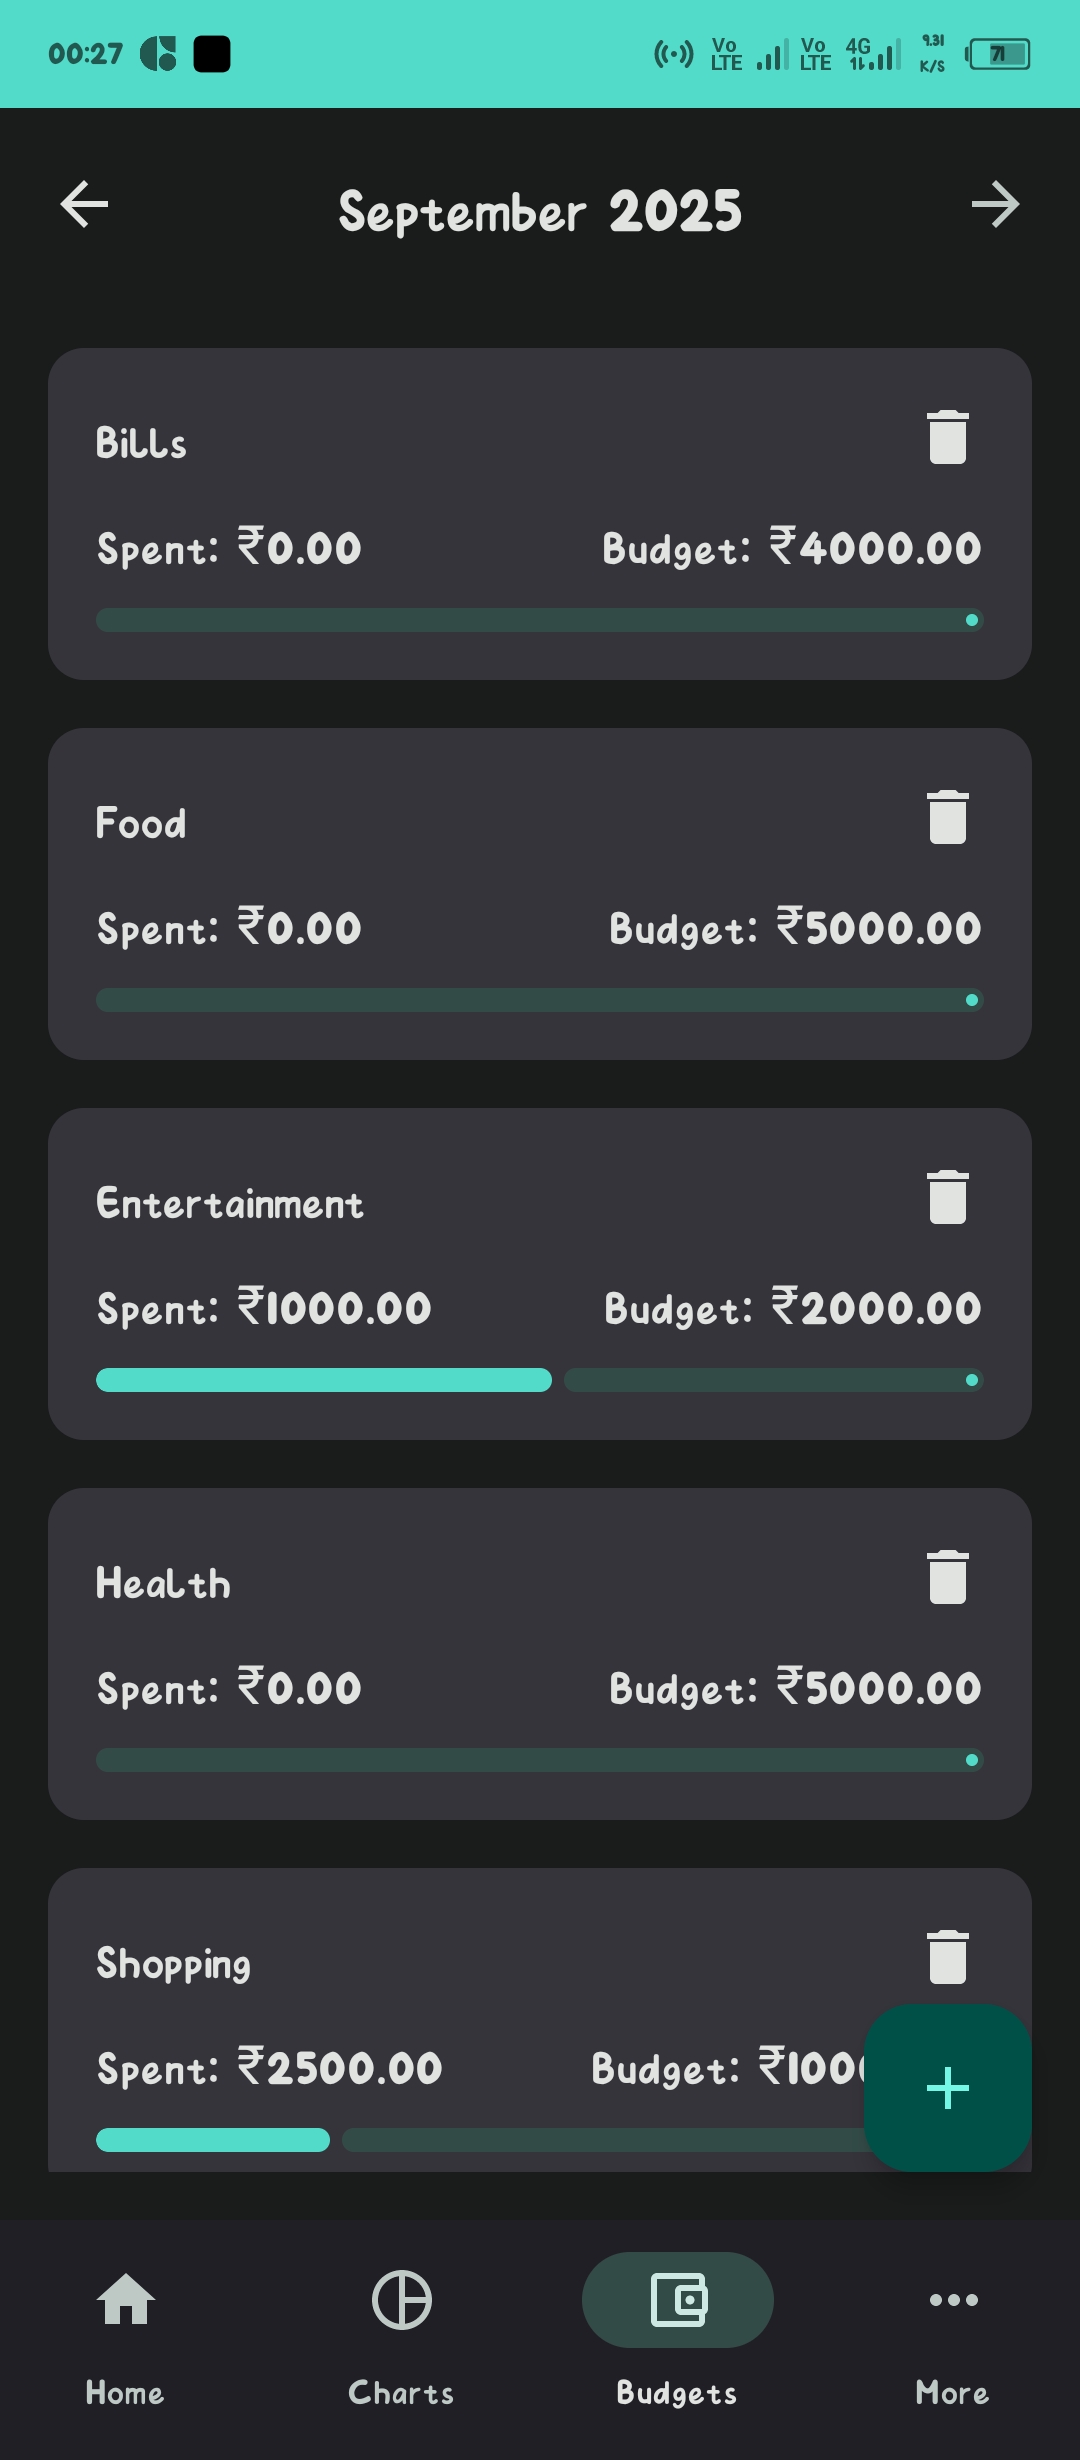 00:27 Vo LTE Vo LTE 4G 9.31 K/S 71
September 2025
Bills
Spent: ₹0.00 Budget: ₹4000.00
Food
Spent: ₹0.00 Budget: ₹5000.00
Entertainment
Spent: ₹1000.00 Budget: ₹2000.00
Health
Spent: ₹0.00 Budget: ₹5000.00
Shopping
Spent: ₹2500.00 Budget: ₹1000
Home Charts Budgets More